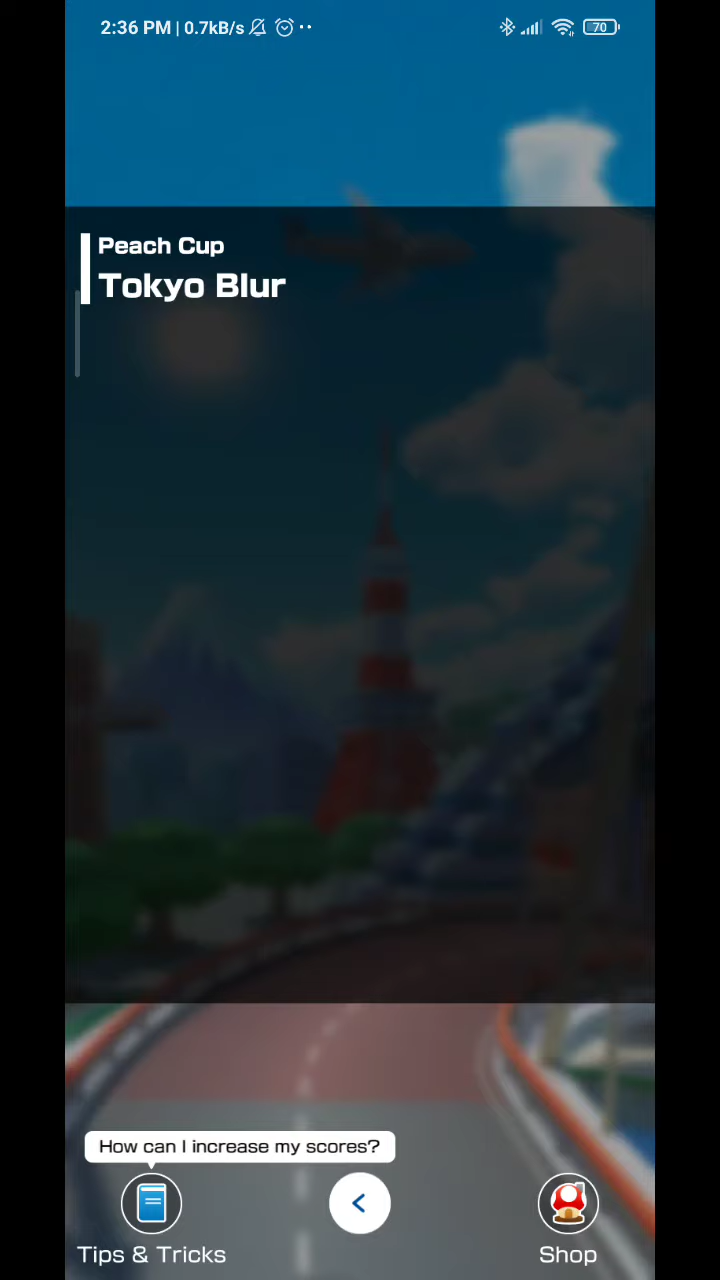 2:36 PM | 0.7kB/s
70
Peach Cup
Tokyo Blur
How can I increase my scores?
Tips & Tricks
Shop